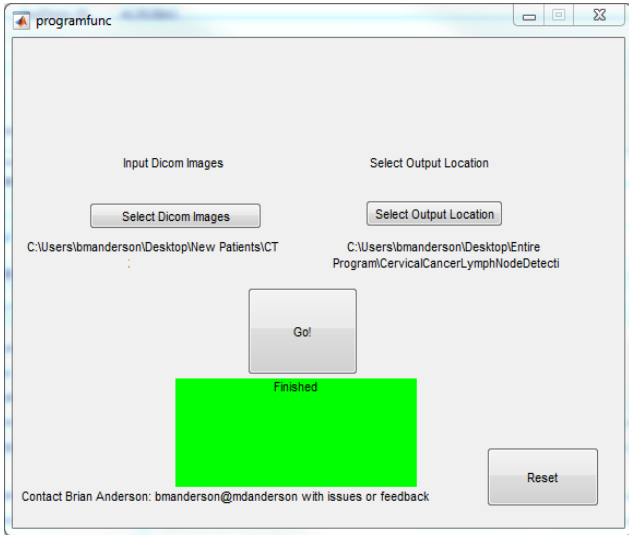 programfunc
Input Dicom Images
Select Output Location
Select Dicom Images
Select Output Location
C:\Users\bmanderson\Desktop\New Patients\CT
:
C:\Users\bmanderson\Desktop\Entire
Program\CervicalCancerLymphNodeDetecti
Go!
Finished
Reset
Contact Brian Anderson: bmanderson@mdanderson with issues or feedback